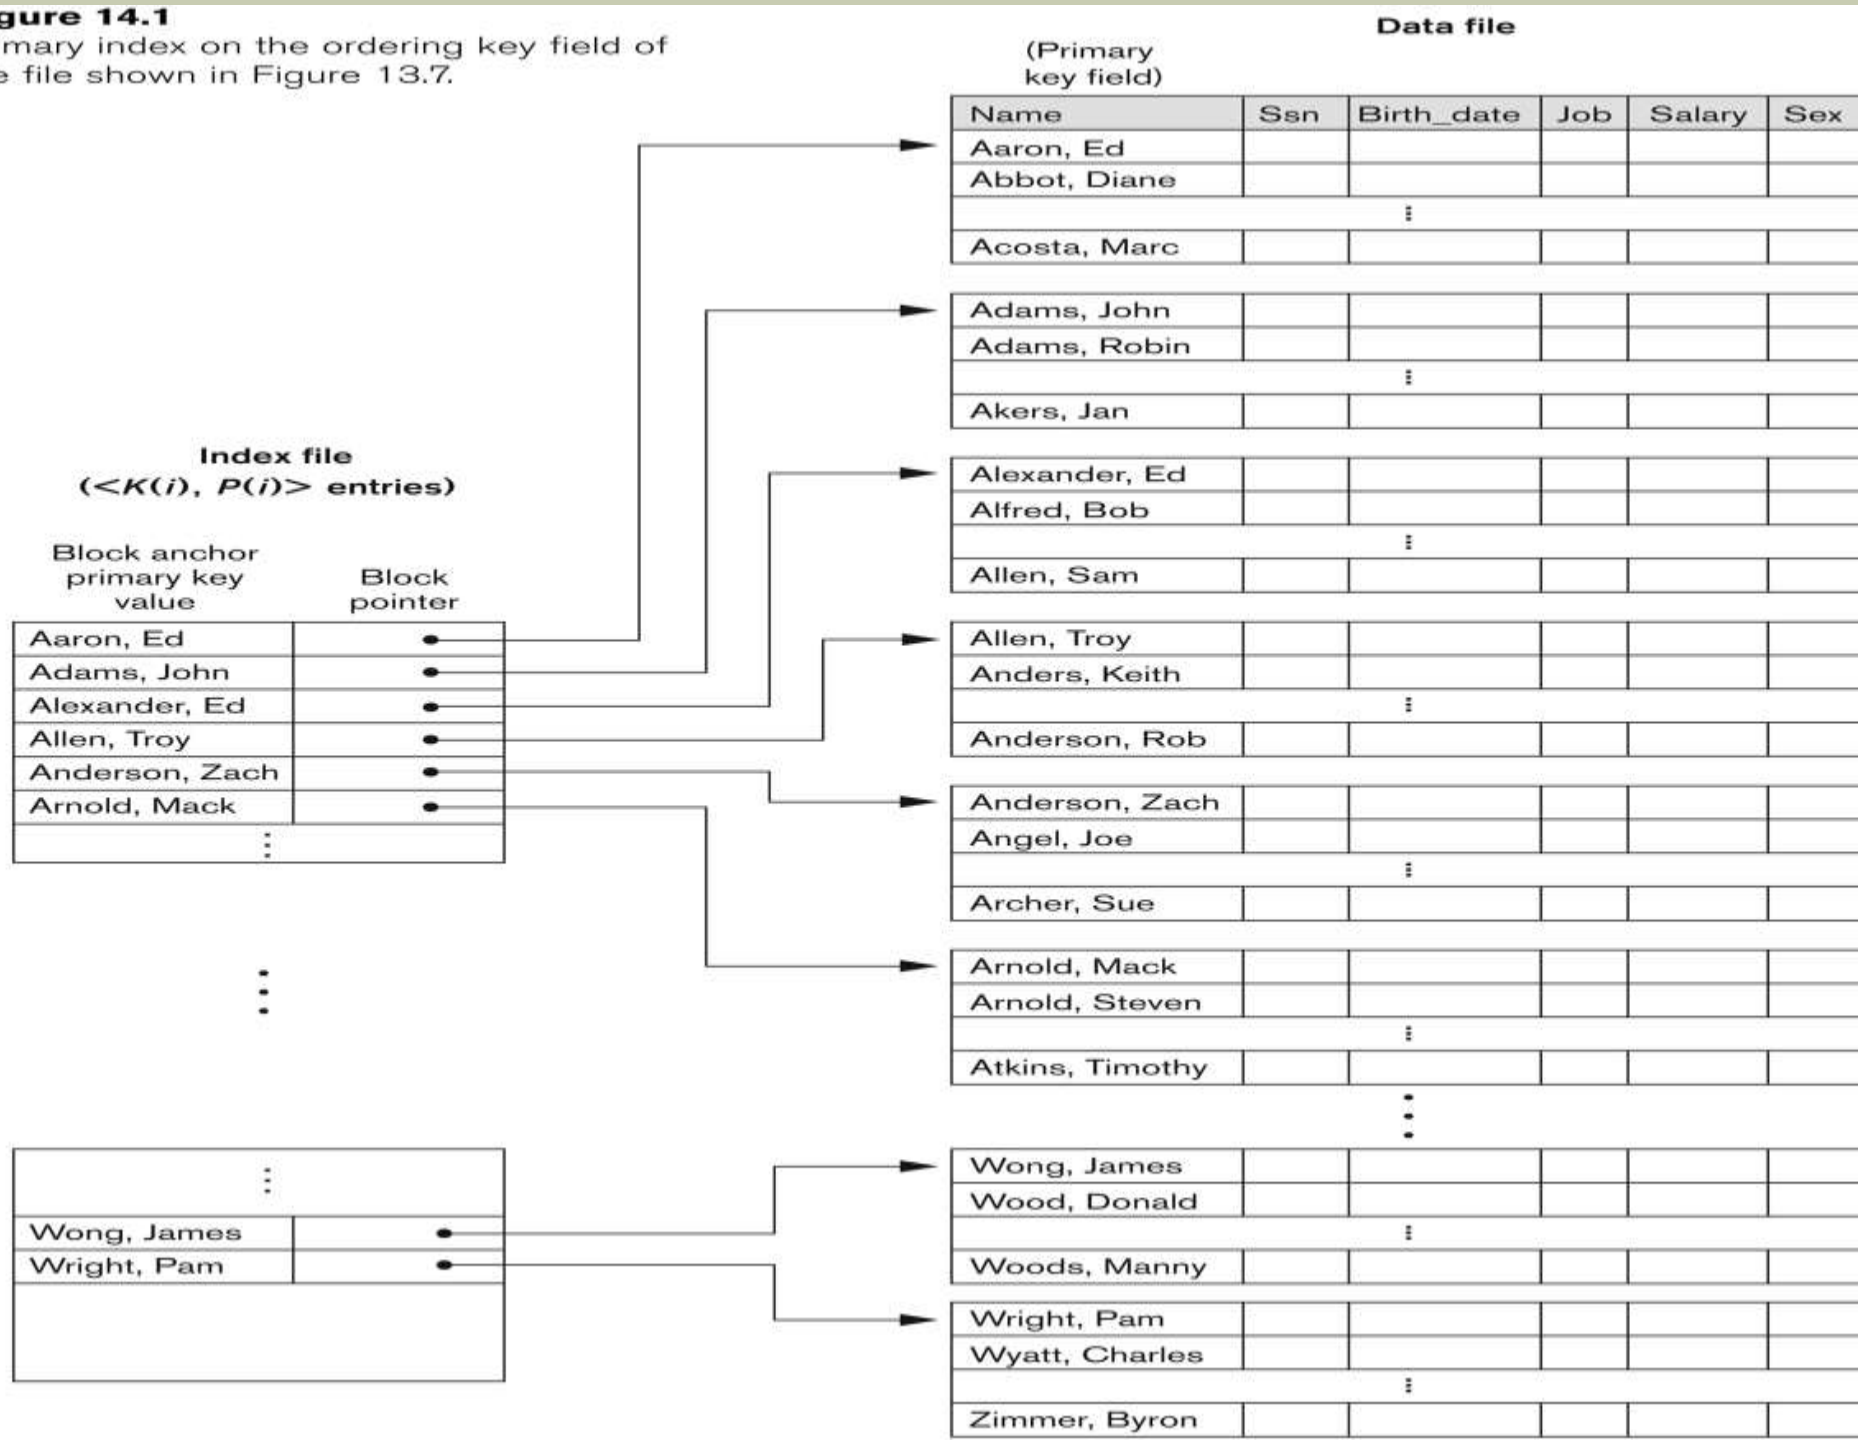 gure 14.1
mary index on the ordering key field of
e file shown in Figure 13.7.
Data file
(Primary
key field)
Name Ssn Birth_date Job Salary Sex
Aaron, Ed
Abbot, Diane
Acosta, Marc
Adams, John
Adams, Robin
Akers, Jan
Alexander, Ed
Alfred, Bob
Allen, Sam
Allen, Troy
Anders, Keith
Anderson, Rob
Anderson, Zach
Angel, Joe
Archer, Sue
Arnold, Mack
Arnold, Steven
Atkins, Timothy
Wong, James
Wood, Donald
Woods, Manny
Wright, Pam
Wyatt, Charles
Zimmer, Byron
Index file
(<K(i), P(i)> entries)
Block anchor
primary key
value
Block
pointer
Aaron, Ed
Adams, John
Alexander, Ed
Allen, Troy
Anderson, Zach
Arnold, Mack
Wong, James
Wright, Pam